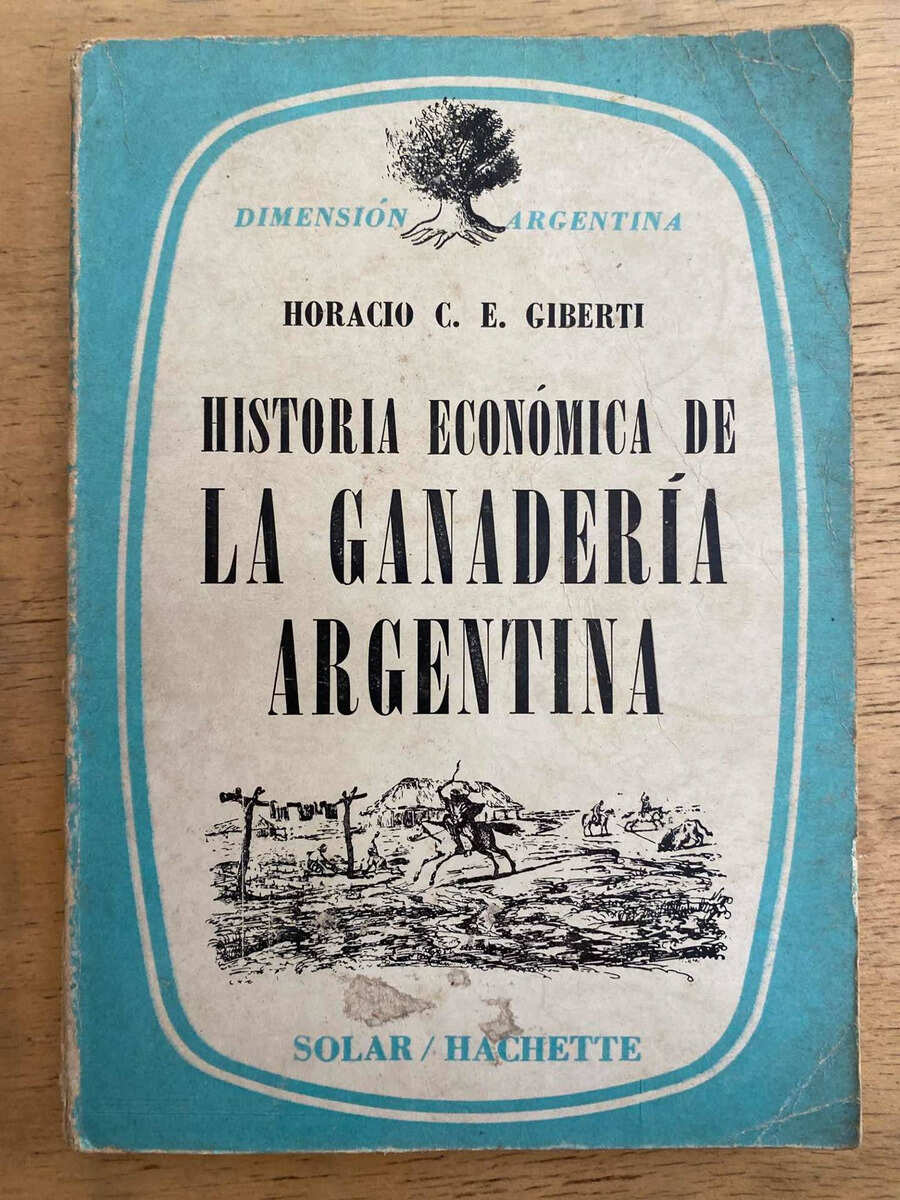 DIMENSIÓN ARGENTINA
HORACIO C. E. GIBERTI
HISTORIA ECONÓMICA DE
LA GANADERÍA
ARGENTINA
SOLAR / HACHETTE